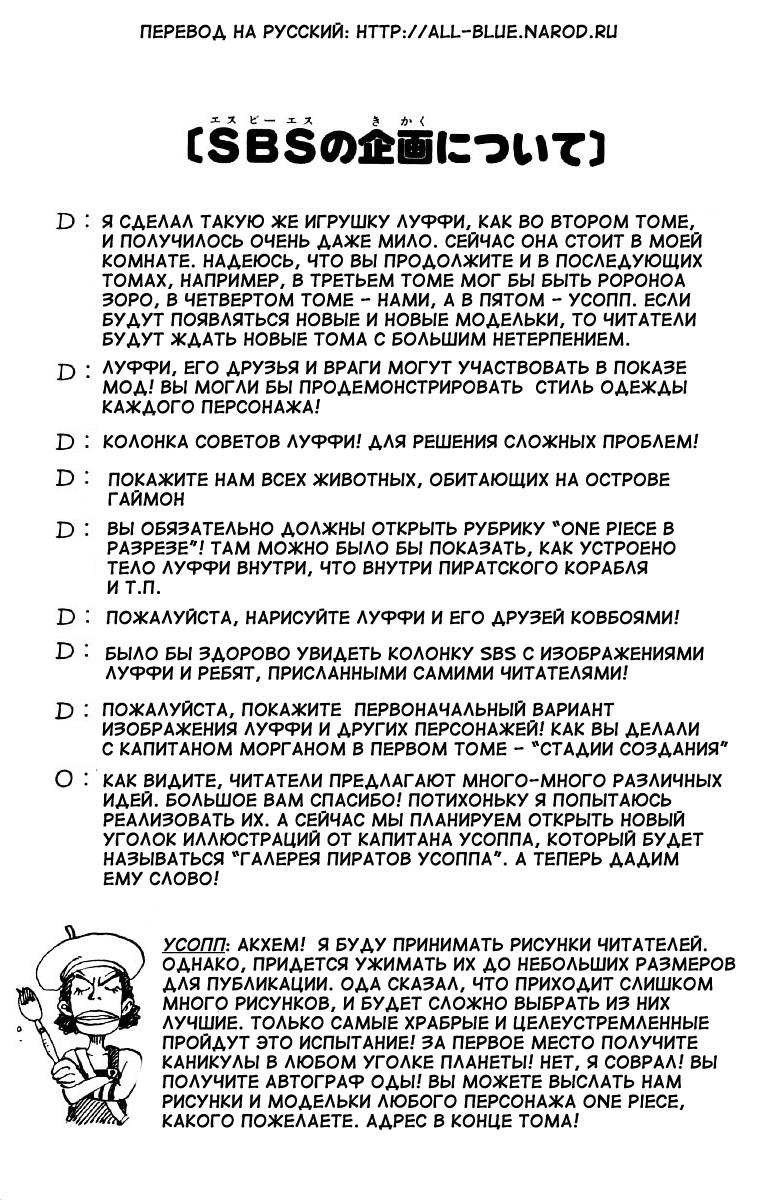 ПЕРЕВОД НА РУССКИЙ: HTTP://ALL-BLUE.NAROD.RU
エス ビー エス き かく
〔SBSの企画について〕
D: Я СДЕЛАЛ ТАКУЮ ЖЕ ИГРУШКУ ЛУФФИ, КАК ВО ВТОРОМ ТОМЕ,
И ПОЛУЧИЛОСЬ ОЧЕНЬ ДАЖЕ МИЛО. СЕЙЧАС ОНА СТОИТ В МОЕЙ
КОМНАТЕ. НАДЕЮСЬ, ЧТО ВЫ ПРОДОЛЖИТЕ И В ПОСЛЕДУЮЩИХ
ТОМАХ, НАПРИМЕР, В ТРЕТЬЕМ ТОМЕ МОГ БЫ БЫТЬ РОРОНОА
ЗОРО, В ЧЕТВЕРТОМ ТОМЕ - НАМИ, А В ПЯТОМ - УСОПП. ЕСЛИ
БУДУТ ПОЯВЛЯТЬСЯ НОВЫЕ И НОВЫЕ МОДЕЛЬКИ, ТО ЧИТАТЕЛИ
БУДУТ ЖДАТЬ НОВЫЕ ТОМА С БОЛЬШИМ НЕТЕРПЕНИЕМ.
D: ЛУФФИ, ЕГО ДРУЗЬЯ И ВРАГИ МОГУТ УЧАСТВОВАТЬ В ПОКАЗЕ
МОД! ВЫ МОГЛИ БЫ ПРОДЕМОНСТРИРОВАТЬ СТИЛЬ ОДЕЖДЫ
КАЖДОГО ПЕРСОНАЖА!
D: КОЛОНКА СОВЕТОВ ЛУФФИ! ДЛЯ РЕШЕНИЯ СЛОЖНЫХ ПРОБЛЕМ!
D: ПОКАЖИТЕ НАМ ВСЕХ ЖИВОТНЫХ, ОБИТАЮЩИХ НА ОСТРОВЕ
ГАЙМОН
D: ВЫ ОБЯЗАТЕЛЬНО ДОЛЖНЫ ОТКРЫТЬ РУБРИКУ "ONE PIECE В
РАЗРЕЗЕ"! ТАМ МОЖНО БЫЛО БЫ ПОКАЗАТЬ, КАК УСТРОЕНО
ТЕЛО ЛУФФИ ВНУТРИ, ЧТО ВНУТРИ ПИРАТСКОГО КОРАБЛЯ
И Т.П.
D: ПОЖАЛУЙСТА, НАРИСУЙТЕ ЛУФФИ И ЕГО ДРУЗЕЙ КОВБОЯМИ!
D: БЫЛО БЫ ЗДОРОВО УВИДЕТЬ КОЛОНКУ SBS С ИЗОБРАЖЕНИЯМИ
ЛУФФИ И РЕБЯТ, ПРИСЛАННЫМИ САМИМИ ЧИТАТЕЛЯМИ!
D: ПОЖАЛУЙСТА, ПОКАЖИТЕ ПЕРВОНАЧАЛЬНЫЙ ВАРИАНТ
ИЗОБРАЖЕНИЯ ЛУФФИ И ДРУГИХ ПЕРСОНАЖЕЙ! КАК ВЫ ДЕЛАЛИ
С КАПИТАНОМ МОРГАНОМ В ПЕРВОМ ТОМЕ - "СТАДИИ СОЗДАНИЯ"
O: КАК ВИДИТЕ, ЧИТАТЕЛИ ПРЕДЛАГАЮТ МНОГО-МНОГО РАЗЛИЧНЫХ
ИДЕЙ. БОЛЬШОЕ ВАМ СПАСИБО! ПОТИХОНЬКУ Я ПОПЫТАЮСЬ
РЕАЛИЗОВАТЬ ИХ. А СЕЙЧАС МЫ ПЛАНИРУЕМ ОТКРЫТЬ НОВЫЙ
УГОЛОК ИЛЛЮСТРАЦИЙ ОТ КАПИТАНА УСОППА, КОТОРЫЙ БУДЕТ
НАЗЫВАТЬСЯ "ГАЛЕРЕЯ ПИРАТОВ УСОППА". А ТЕПЕРЬ ДАДИМ
ЕМУ СЛОВО!
УСОПП: АКХЕМ! Я БУДУ ПРИНИМАТЬ РИСУНКИ ЧИТАТЕЛЕЙ.
ОДНАКО, ПРИДЕТСЯ УЖИМАТЬ ИХ ДО НЕБОЛЬШИХ РАЗМЕРОВ
ДЛЯ ПУБЛИКАЦИИ. ОДА СКАЗАЛ, ЧТО ПРИХОДИТ СЛИШКОМ
МНОГО РИСУНКОВ, И БУДЕТ СЛОЖНО ВЫБРАТЬ ИЗ НИХ
ЛУЧШИЕ. ТОЛЬКО САМЫЕ ХРАБРЫЕ И ЦЕЛЕУСТРЕМЛЕННЫЕ
ПРОЙДУТ ЭТО ИСПЫТАНИЕ! ЗА ПЕРВОЕ МЕСТО ПОЛУЧИТЕ
КАНИКУЛЫ В ЛЮБОМ УГОЛКЕ ПЛАНЕТЫ! НЕТ, Я СОВРАЛ! ВЫ
ПОЛУЧИТЕ АВТОГРАФ ОДЫ! ВЫ МОЖЕТЕ ВЫСЛАТЬ НАМ
РИСУНКИ И МОДЕЛЬКИ ЛЮБОГО ПЕРСОНАЖА ONE PIECE,
КАКОГО ПОЖЕЛАЕТЕ. АДРЕС В КОНЦЕ ТОМА!